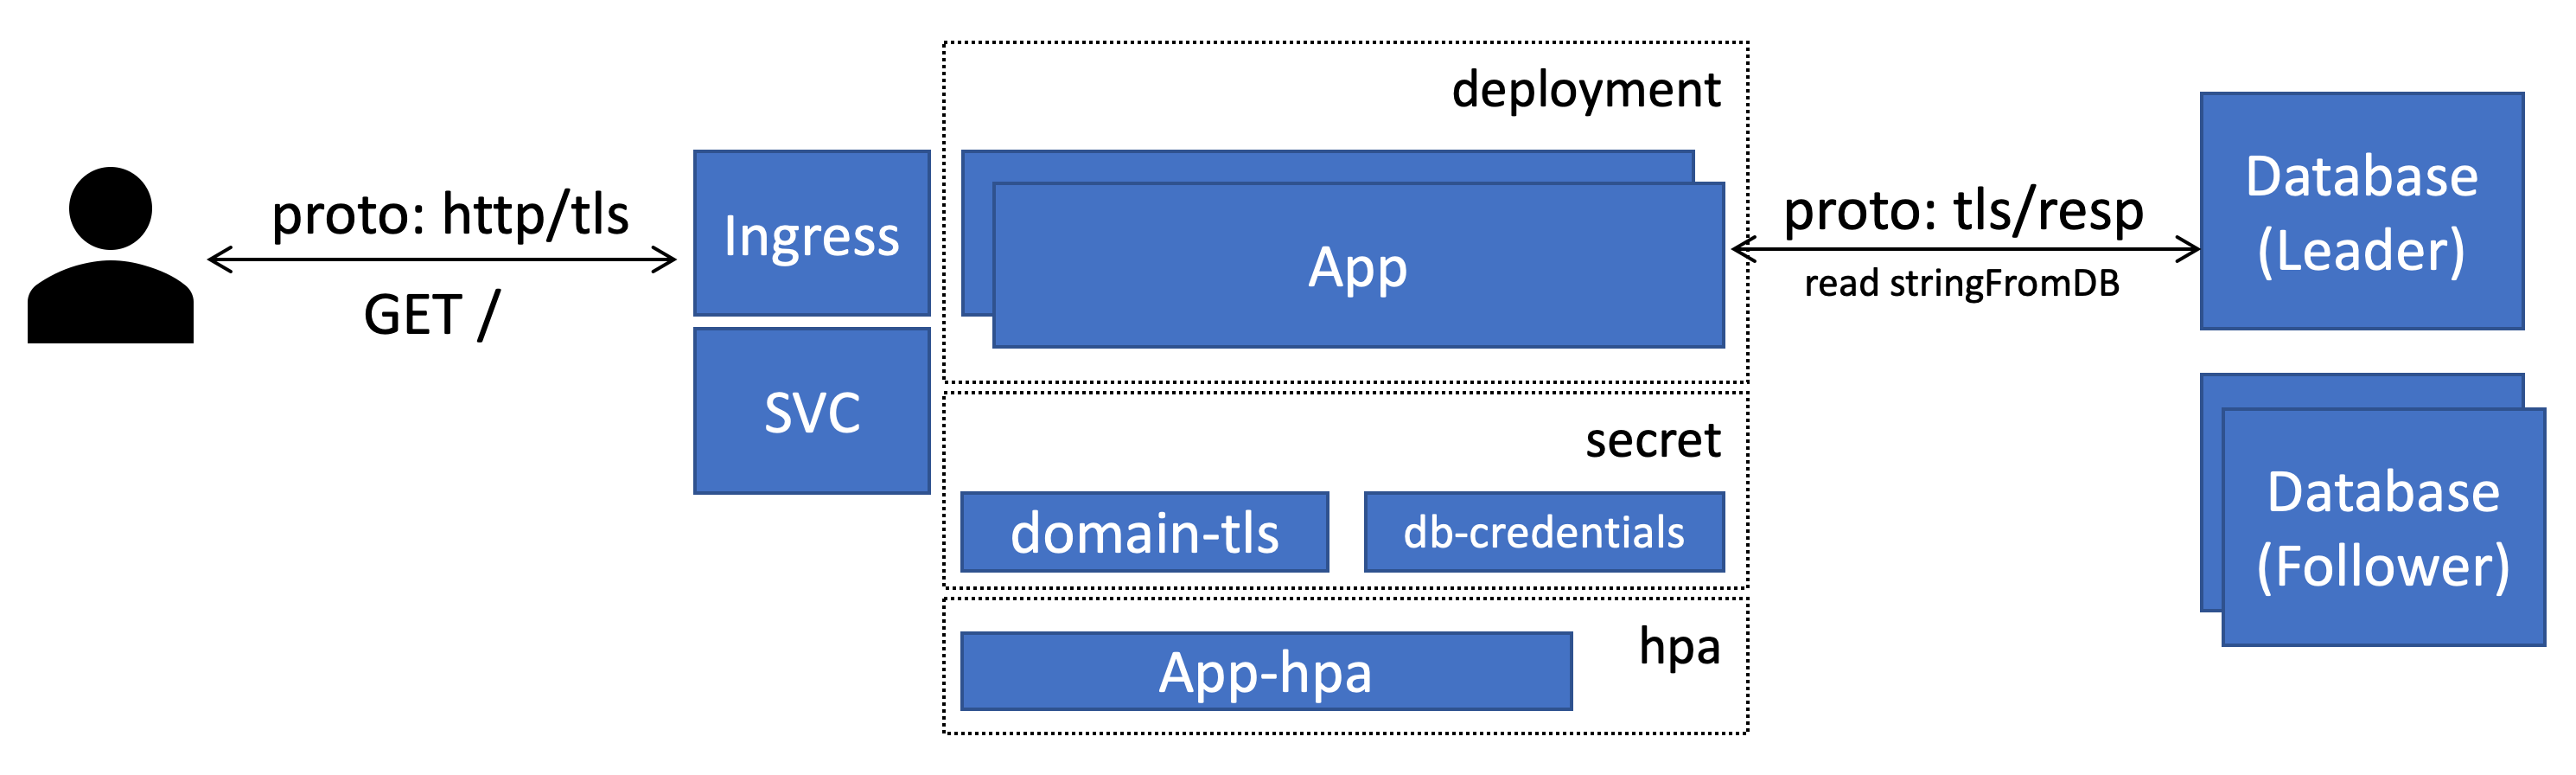 proto: http/tls
GET /
Ingress
SVC
deployment
App
secret
domain-tls
db-credentials
hpa
App-hpa
proto: tls/resp
read stringFromDB
Database
(Leader)
Database
(Follower)